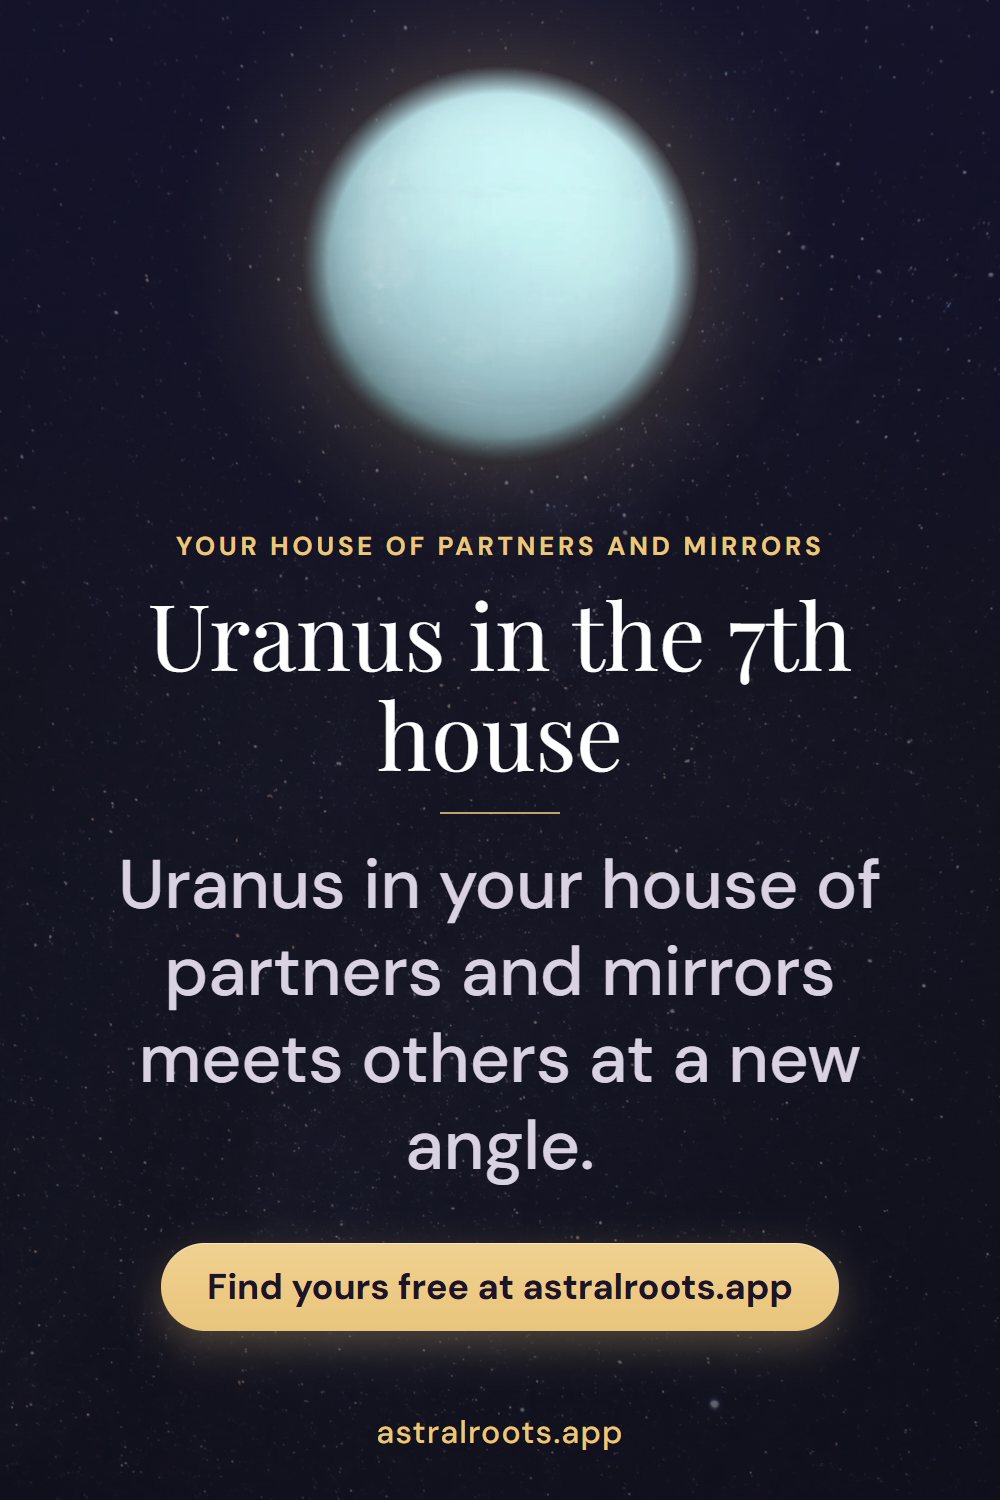 YOUR HOUSE OF PARTNERS AND MIRRORS
Uranus in the 7th
house
Uranus in your house of
partners and mirrors
meets others at a new
angle.
Find yours free at astralroots.app
astralroots.app